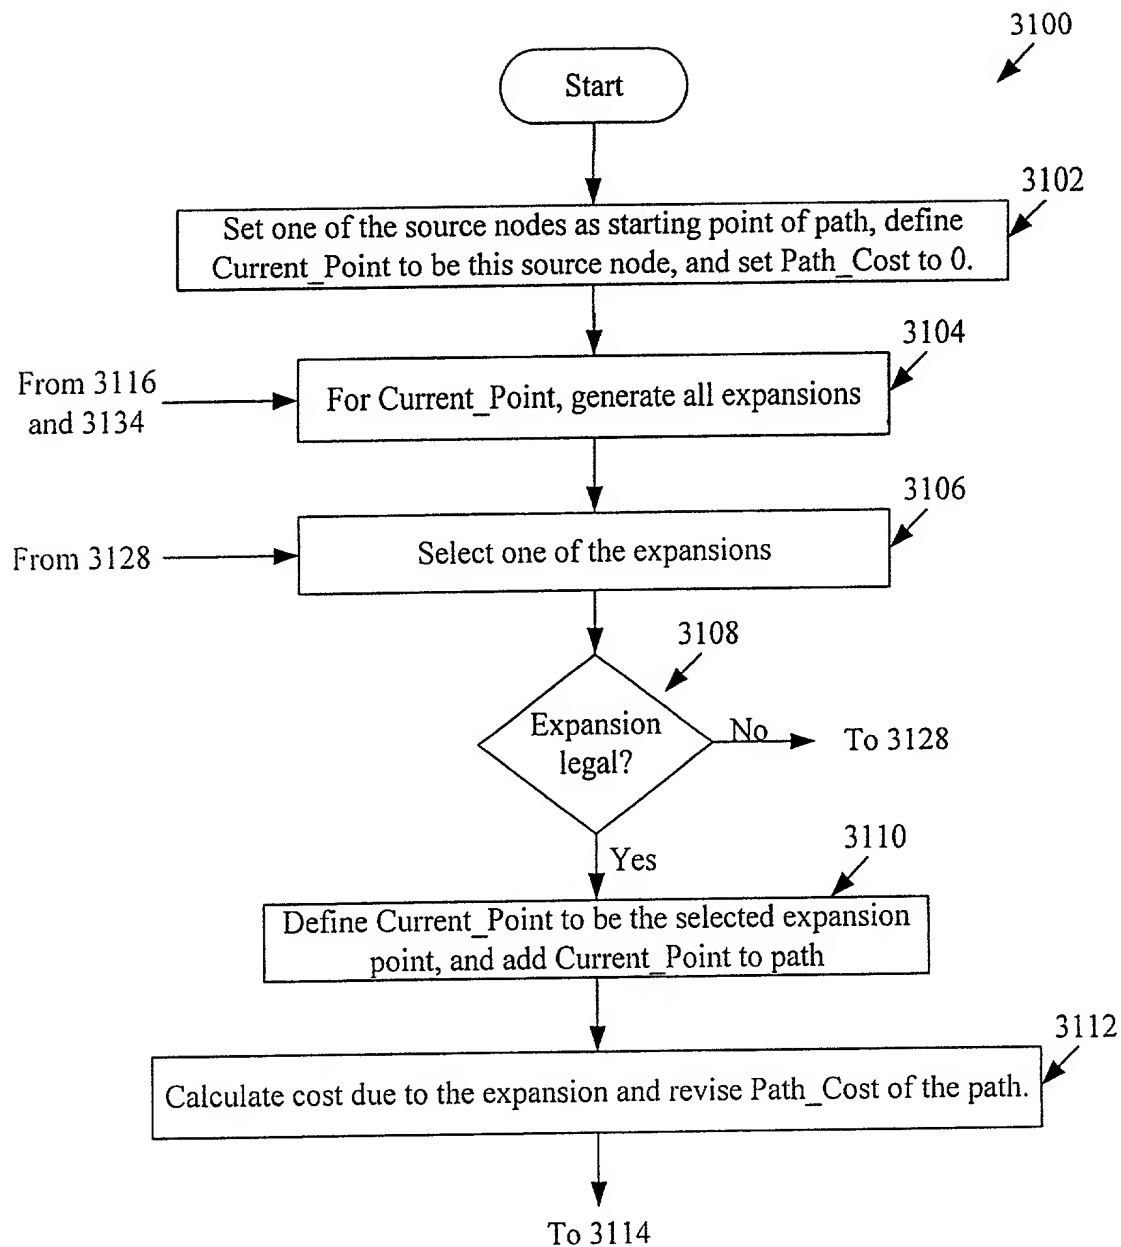 3100
Start
3102
Set one of the source nodes as starting point of path, define
Current_Point to be this source node, and set Path_Cost to 0.
3104
From 3116
and 3134
For Current_Point, generate all expansions
3106
From 3128
Select one of the expansions
3108
Expansion
legal?
No
To 3128
Yes
3110
Define Current_Point to be the selected expansion
point, and add Current_Point to path
3112
Calculate cost due to the expansion and revise Path_Cost of the path.
To 3114